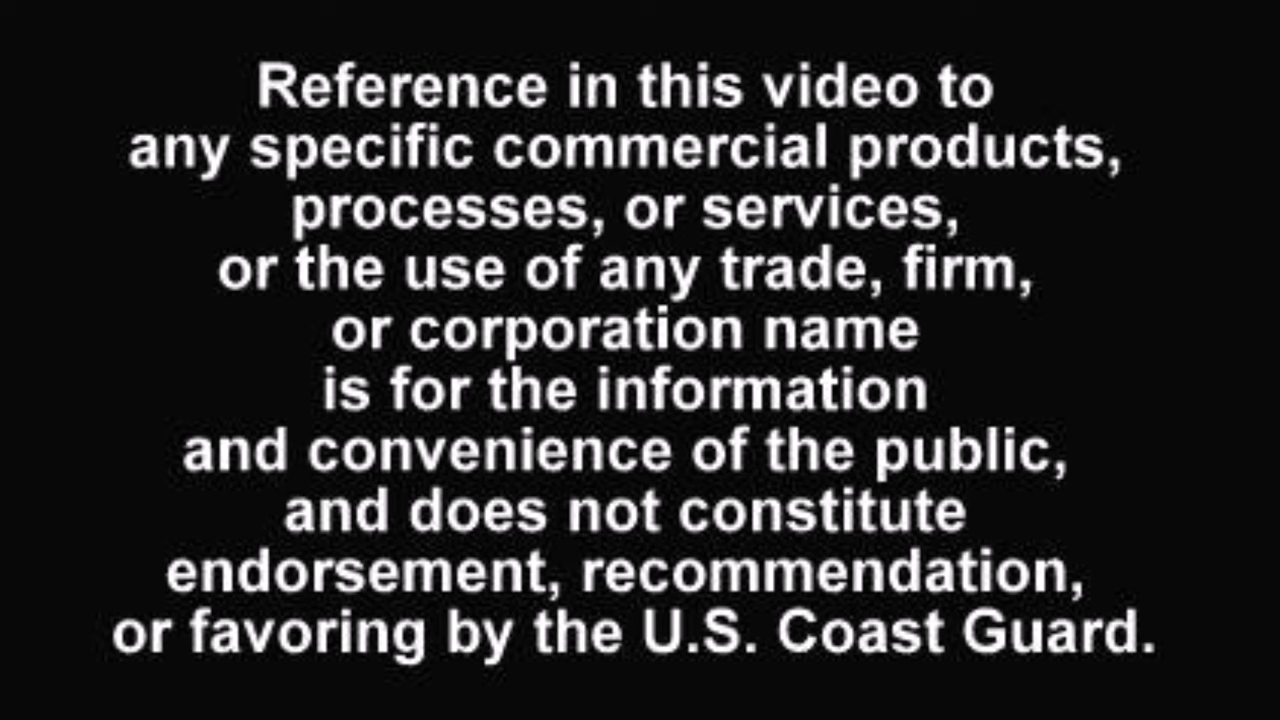 Reference in this video to
any specific commercial products,
processes, or services,
or the use of any trade, firm,
or corporation name
is for the information
and convenience of the public,
and does not constitute
endorsement, recommendation,
or favoring by the U.S. Coast Guard.